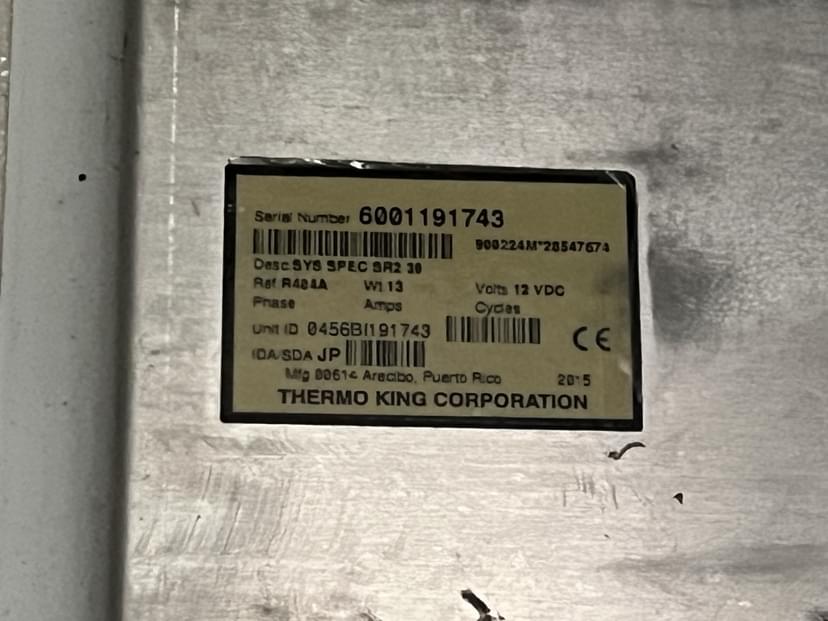 Serial Number 6001191743
900224M*28547674
Desc SYS SPEC SR2 30
Ref R404A Wt 13 Volts 12 VDC
Phase Amps Cycles
Unit ID 0456BI191743
CE
IDA/SDA JP
Mfg 00614 Arecibo, Puerto Rico 2015
THERMO KING CORPORATION